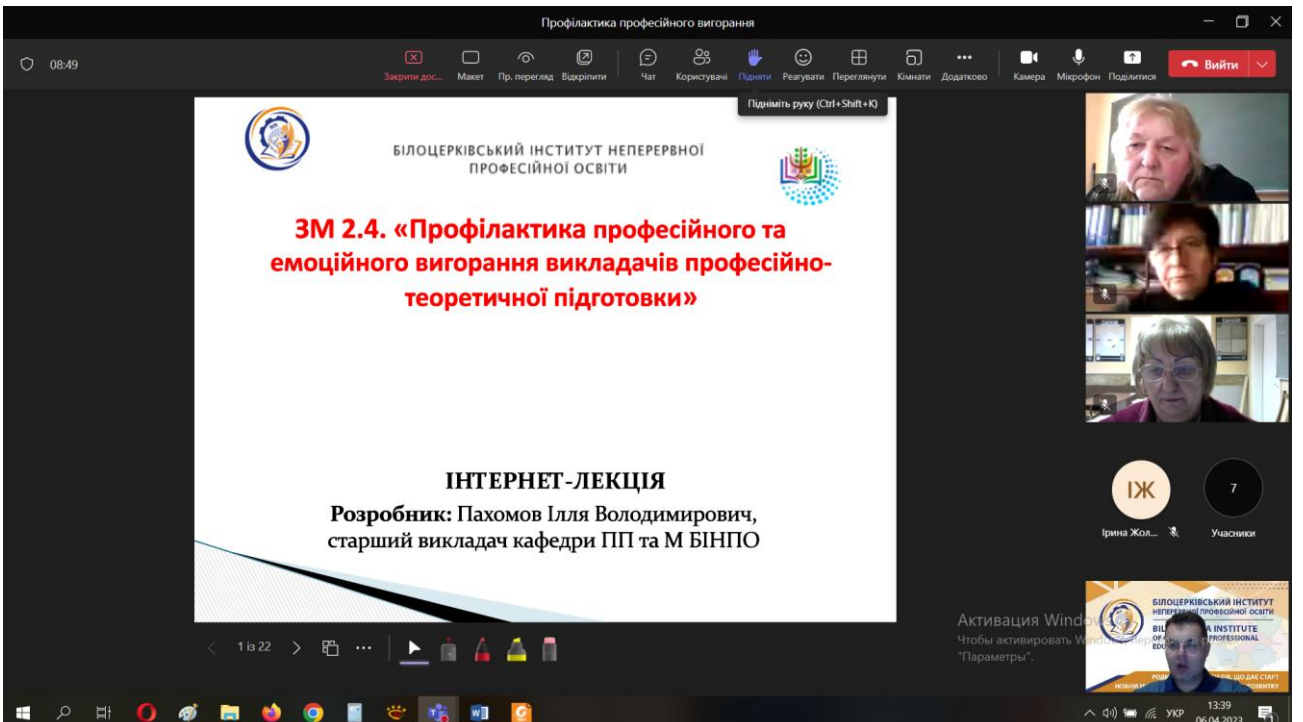 Профілактика професійного вигорання
08:49
Закрити дос...
Макет
Пр. перегляд
Відкріпити
Чат
Користувачі
Підняти
Реагувати
Переглянути
Кімнати
Додатково
Камера
Мікрофон
Поділитися
Вийти
Підніміть руку (Ctrl+Shift+K)
БІЛОЦЕРКІВСЬКИЙ ІНСТИТУТ НЕПЕРЕРВНОЇ
ПРОФЕСІЙНОЇ ОСВІТИ
ЗМ 2.4. «Профілактика професійного та
емоційного вигорання викладачів професійно-
теоретичної підготовки»
ІНТЕРНЕТ-ЛЕКЦІЯ
Розробник: Пахомов Ілля Володимирович,
старший викладач кафедри ПП та М БІНПО
1 із 22
ІЖ
7
Ірина Жол...
Учасники
БІЛОЦЕРКІВСЬКИЙ ІНСТИТУТ
НЕПЕРЕРВНОЇ ПРОФЕСІЙНОЇ ОСВІТИ
INSTITUTE
PROFESSIONAL
Активация Windows
Чтобы активировать
"Параметры".
УКР
13:39
06.04.2023